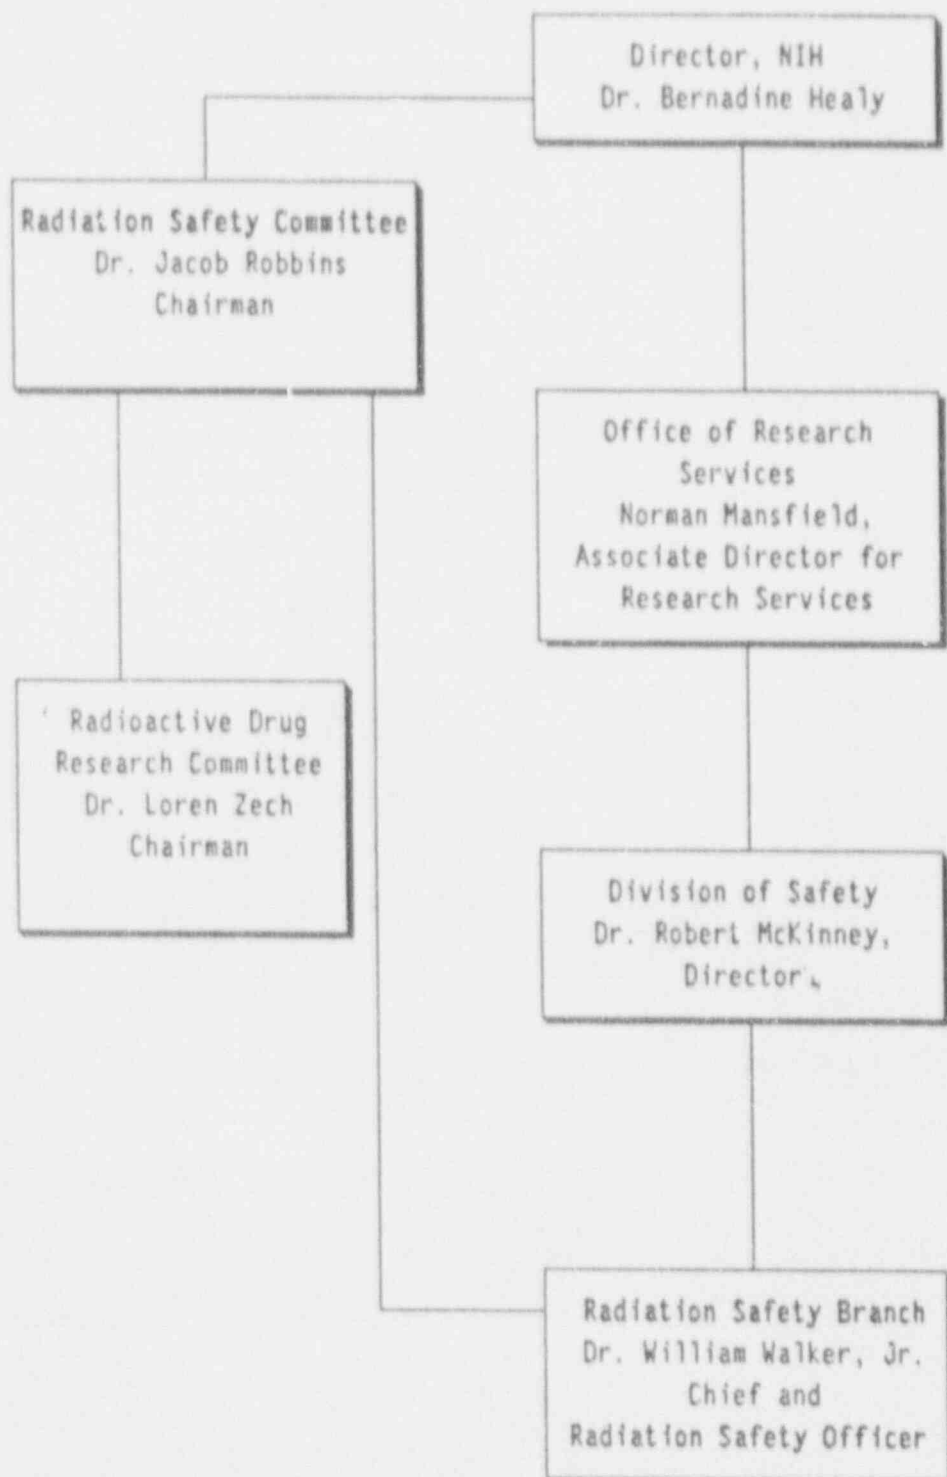 Director, NIH
Dr. Bernadine Healy
Radiation Safety Committee
Dr. Jacob Robbins
Chairman
Office of Research
Services
Norman Mansfield,
Associate Director for
Research Services
Radioactive Drug
Research Committee
Dr. Loren Zech
Chairman
Division of Safety
Dr. Robert McKinney,
Director
Radiation Safety Branch
Dr. William Walker, Jr.
Chief and
Radiation Safety Officer